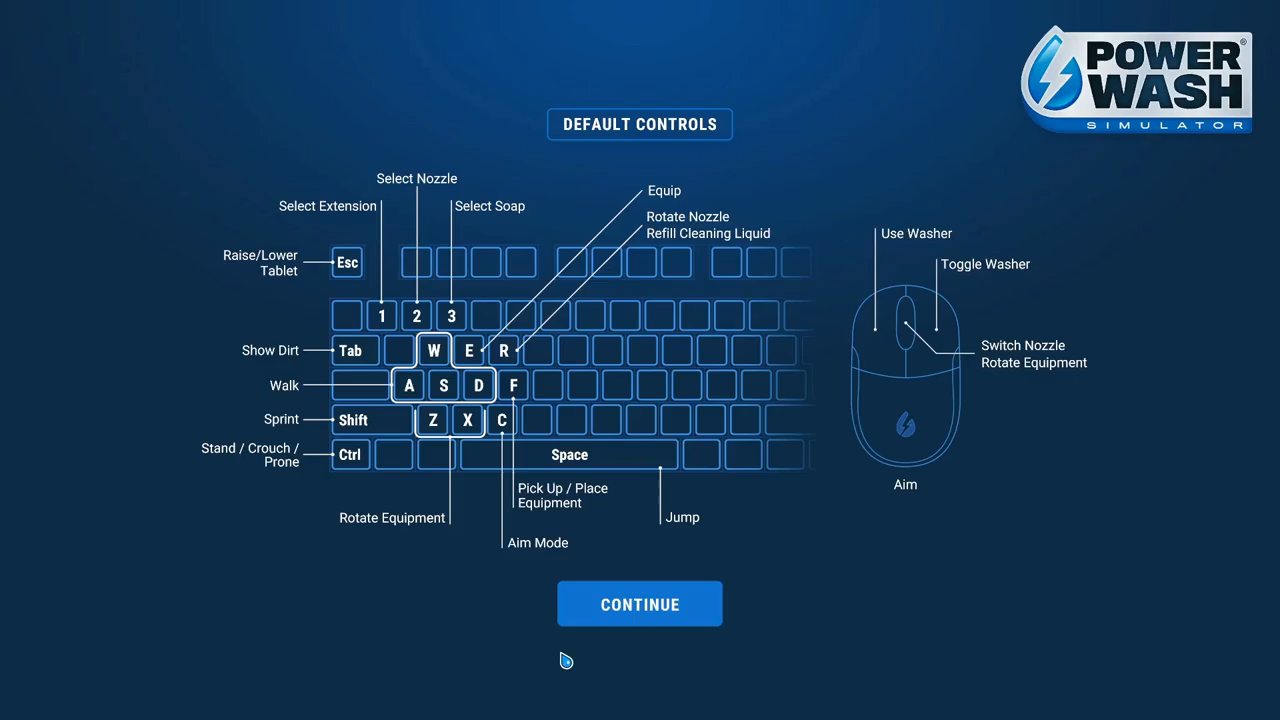 POWER
WASH
®
SIMULATOR
DEFAULT CONTROLS
Select Nozzle
Select Extension
Select Soap
Equip
Rotate Nozzle
Refill Cleaning Liquid
Raise/Lower
Tablet
Esc
1 2 3
Show Dirt
Tab W E R
Walk
A S D F
Sprint
Shift Z X C
Stand / Crouch /
Prone
Ctrl Space
Rotate Equipment
Pick Up / Place
Equipment
Aim Mode
Jump
Use Washer
Toggle Washer
Switch Nozzle
Rotate Equipment
Aim
CONTINUE